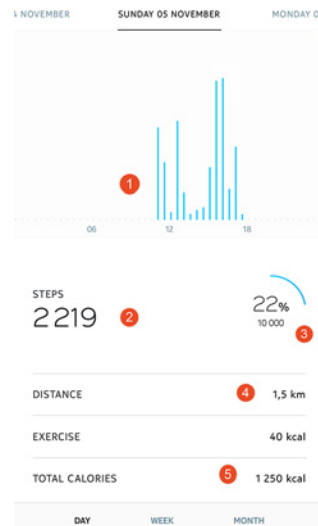 4 NOVEMBER SUNDAY 05 NOVEMBER MONDAY 0
1
06 12 18
STEPS
2 219 2
22%
10 000
3
DISTANCE 4 1,5 km
EXERCISE 40 kcal
TOTAL CALORIES 5 1 250 kcal
DAY WEEK MONTH